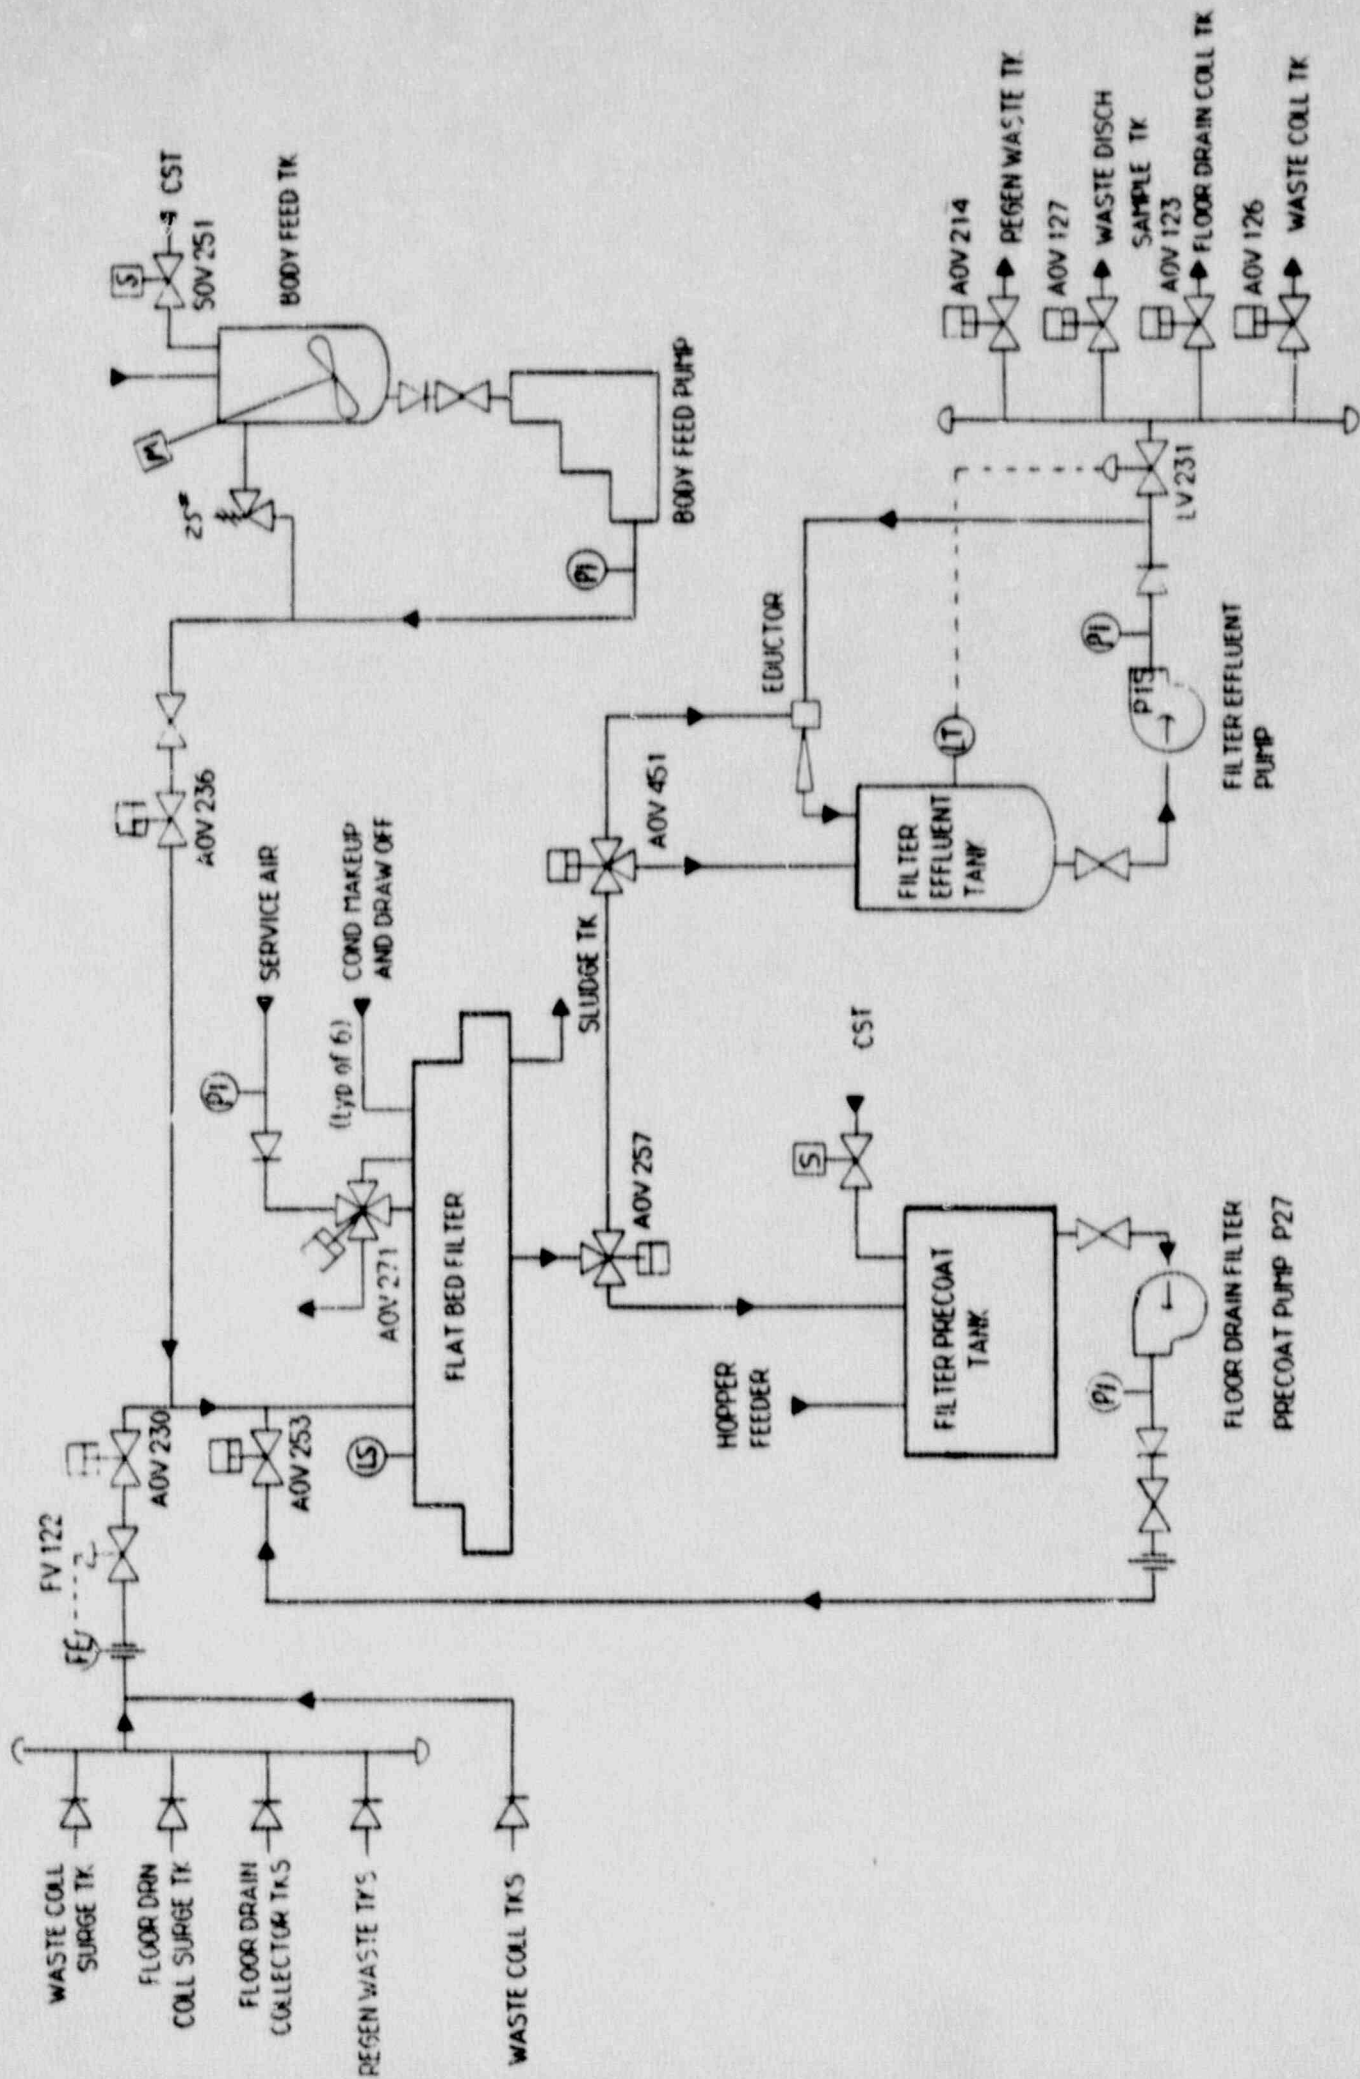 WASTE COLL
SURGE TK
FLOOR DRN
COLL SURGE TK
FLOOR DRAIN
COLLECTOR TKS
REGEN WASTE TKS
WASTE COLL TKS
FE
FV 122
AOV 230
AOV 253
LS
AOV 271
PI
SERVICE AIR
(typ of 6)
COND MAKEUP
AND DRAW OFF
FLAT BED FILTER
SLUDGE TK
AOV 236
25#
M
S
CST
SOV 251
BODY FEED TK
PI
BODY FEED PUMP
AOV 257
AOV 451
EDUCTOR
HOPPER
FEEDER
FILTER PRECOAT
TANK
S
CST
PI
FLOOR DRAIN FILTER
PRECOAT PUMP P27
FILTER
EFFLUENT
TANK
LT
P15
PI
FILTER EFFLUENT
PUMP
LV 231
AOV 214
REGEN WASTE TK
AOV 127
WASTE DISCH
SAMPLE TK
AOV 123
FLOOR DRAIN COLL TK
AOV 126
WASTE COLL TK